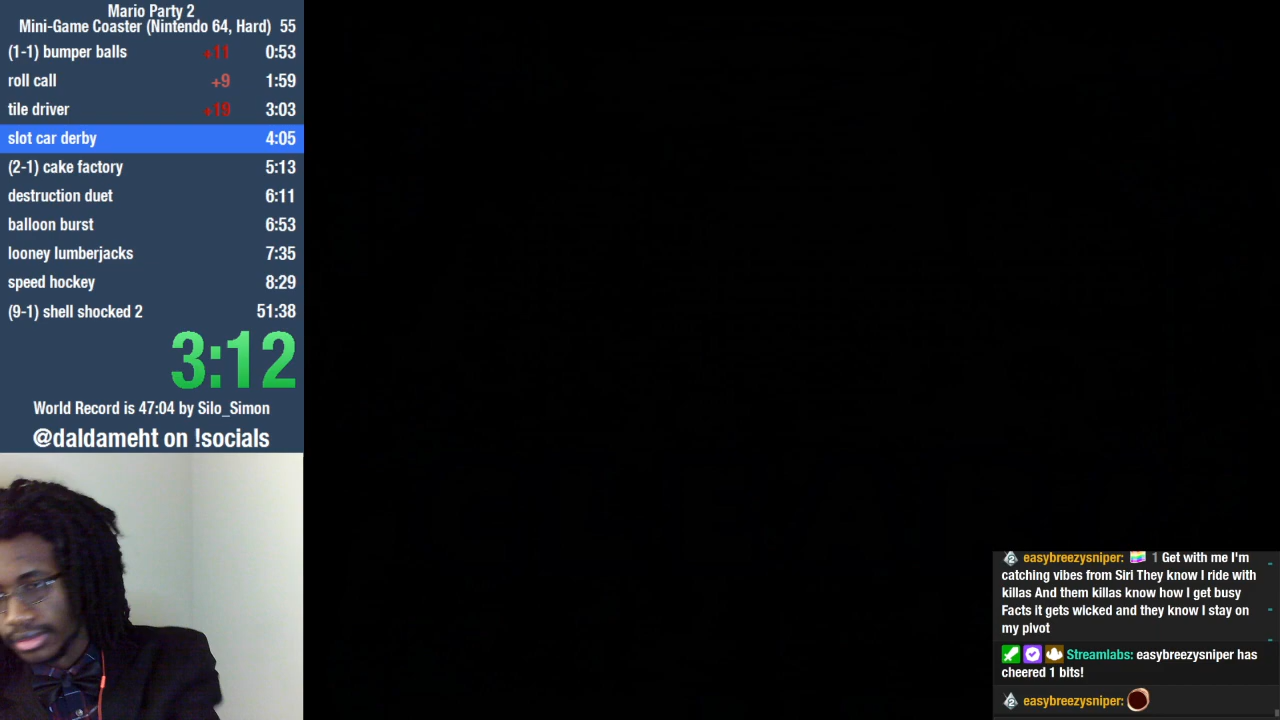 Mario Party 2
Mini-Game Coaster (Nintendo 64, Hard) 55
(1-1) bumper balls +11 0:53
roll call +9 1:59
tile driver +19 3:03
slot car derby 4:05
(2-1) cake factory 5:13
destruction duet 6:11
balloon burst 6:53
looney lumberjacks 7:35
speed hockey 8:29
(9-1) shell shocked 2 51:38
3:12
World Record is 47:04 by Silo_Simon
@daldameht on !socials
easybreezysniper: 1 Get with me I'm
catching vibes from Siri They know I ride with
killas And them killas know how I get busy
Facts it gets wicked and they know I stay on
my pivot
Streamlabs: easybreezysniper has
cheered 1 bits!
easybreezysniper: